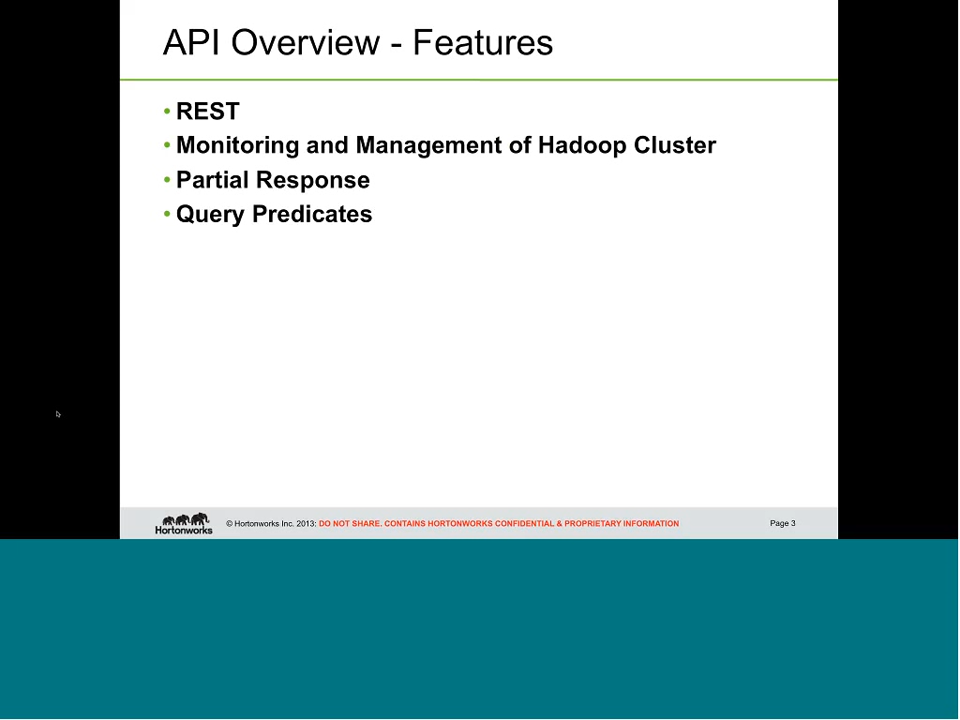 API Overview - Features
• REST
• Monitoring and Management of Hadoop Cluster
• Partial Response
• Query Predicates
Hortonworks
© Hortonworks Inc. 2013: DO NOT SHARE. CONTAINS HORTONWORKS CONFIDENTIAL & PROPRIETARY INFORMATION
Page 3